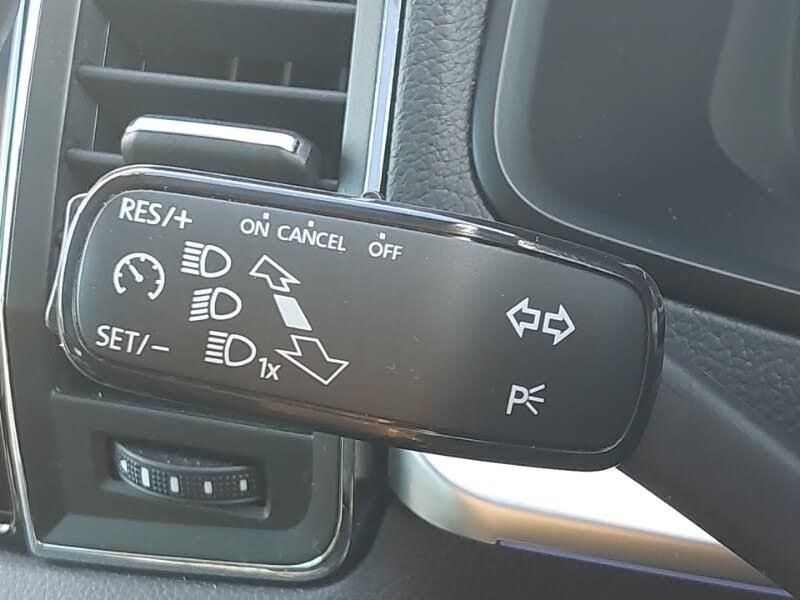 RES/+
ON CANCEL OFF
SET/–
1x
P